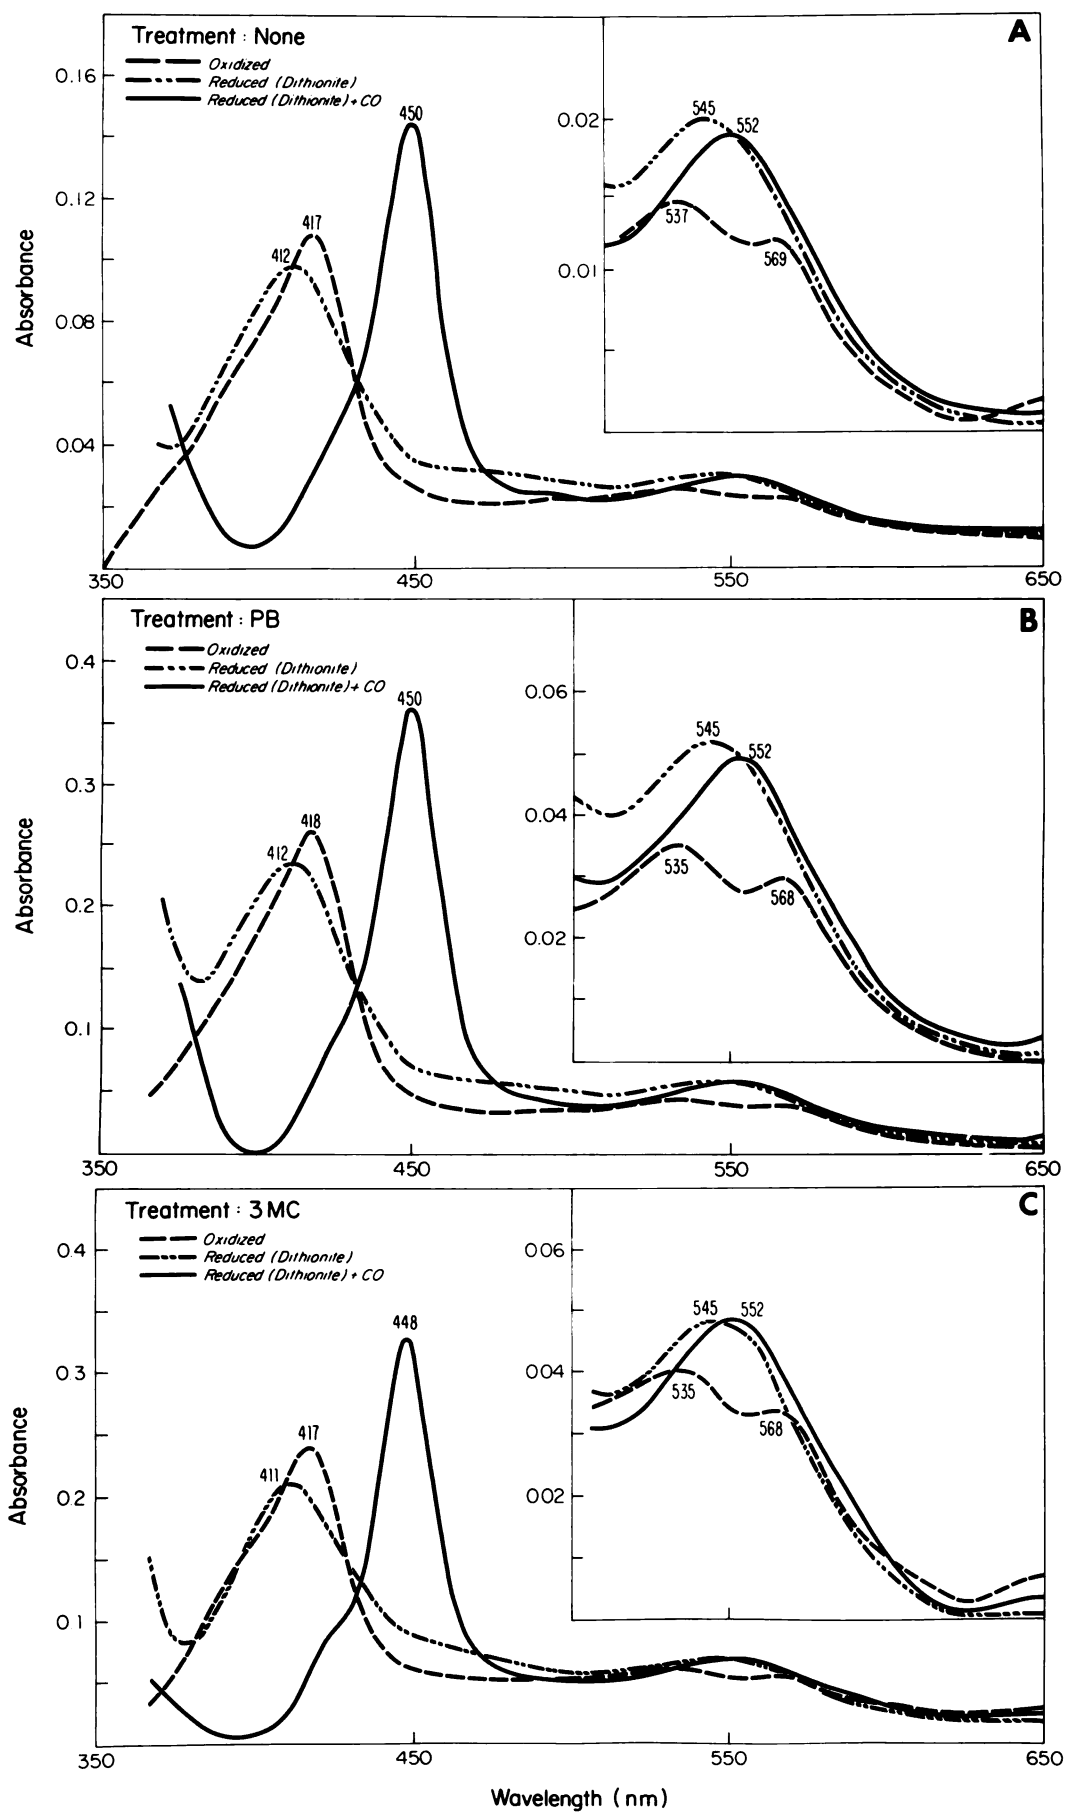 Treatment : None
A
Oxidized
Reduced (Dithionite)
Reduced (Dithionite) + CO
0.16
0.12
0.08
0.04
Absorbance
412
417
450
0.02
0.01
545
552
537
569
350
450
550
650
Treatment : PB
B
Oxidized
Reduced (Dithionite)
Reduced (Dithionite) + CO
0.4
0.3
0.2
0.1
Absorbance
412
418
450
0.06
0.04
0.02
545
552
535
568
350
450
550
650
Treatment : 3MC
C
Oxidized
Reduced (Dithionite)
Reduced (Dithionite) + CO
0.4
0.3
0.2
0.1
Absorbance
411
417
448
0.06
0.04
0.02
545
552
535
568
350
450
550
650
Wavelength (nm)